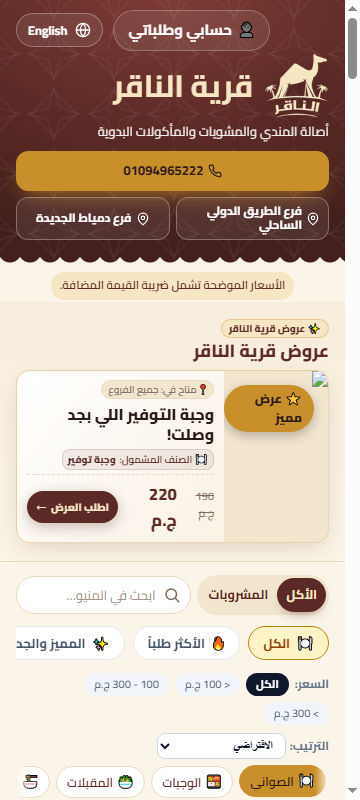 حسابي وطلباتي
English
الناقر
قرية الناقر
أصالة المندي والمشويات والمأكولات البدوية
01094965222
فرع الطريق الدولي الساحلي
فرع دمياط الجديدة
الأسعار الموضحة تشمل ضريبة القيمة المضافة.
عروض قرية الناقر
عروض قرية الناقر
عرض مميز
متاح في: جميع الفروع
وجبة التوفير اللي بجد وصلت!
الصنف المشمول: وجبة توفير
190 ج.م
220 ج.م
اطلب العرض ←
الأكل
المشروبات
ابحث في المنيو...
الكل
الأكثر طلباً
المميز والجد
السعر:
الكل
< 100 ج.م
100 - 300 ج.م
> 300 ج.م
الترتيب:
الافتراضي
الصواني
الوجبات
المقبلات